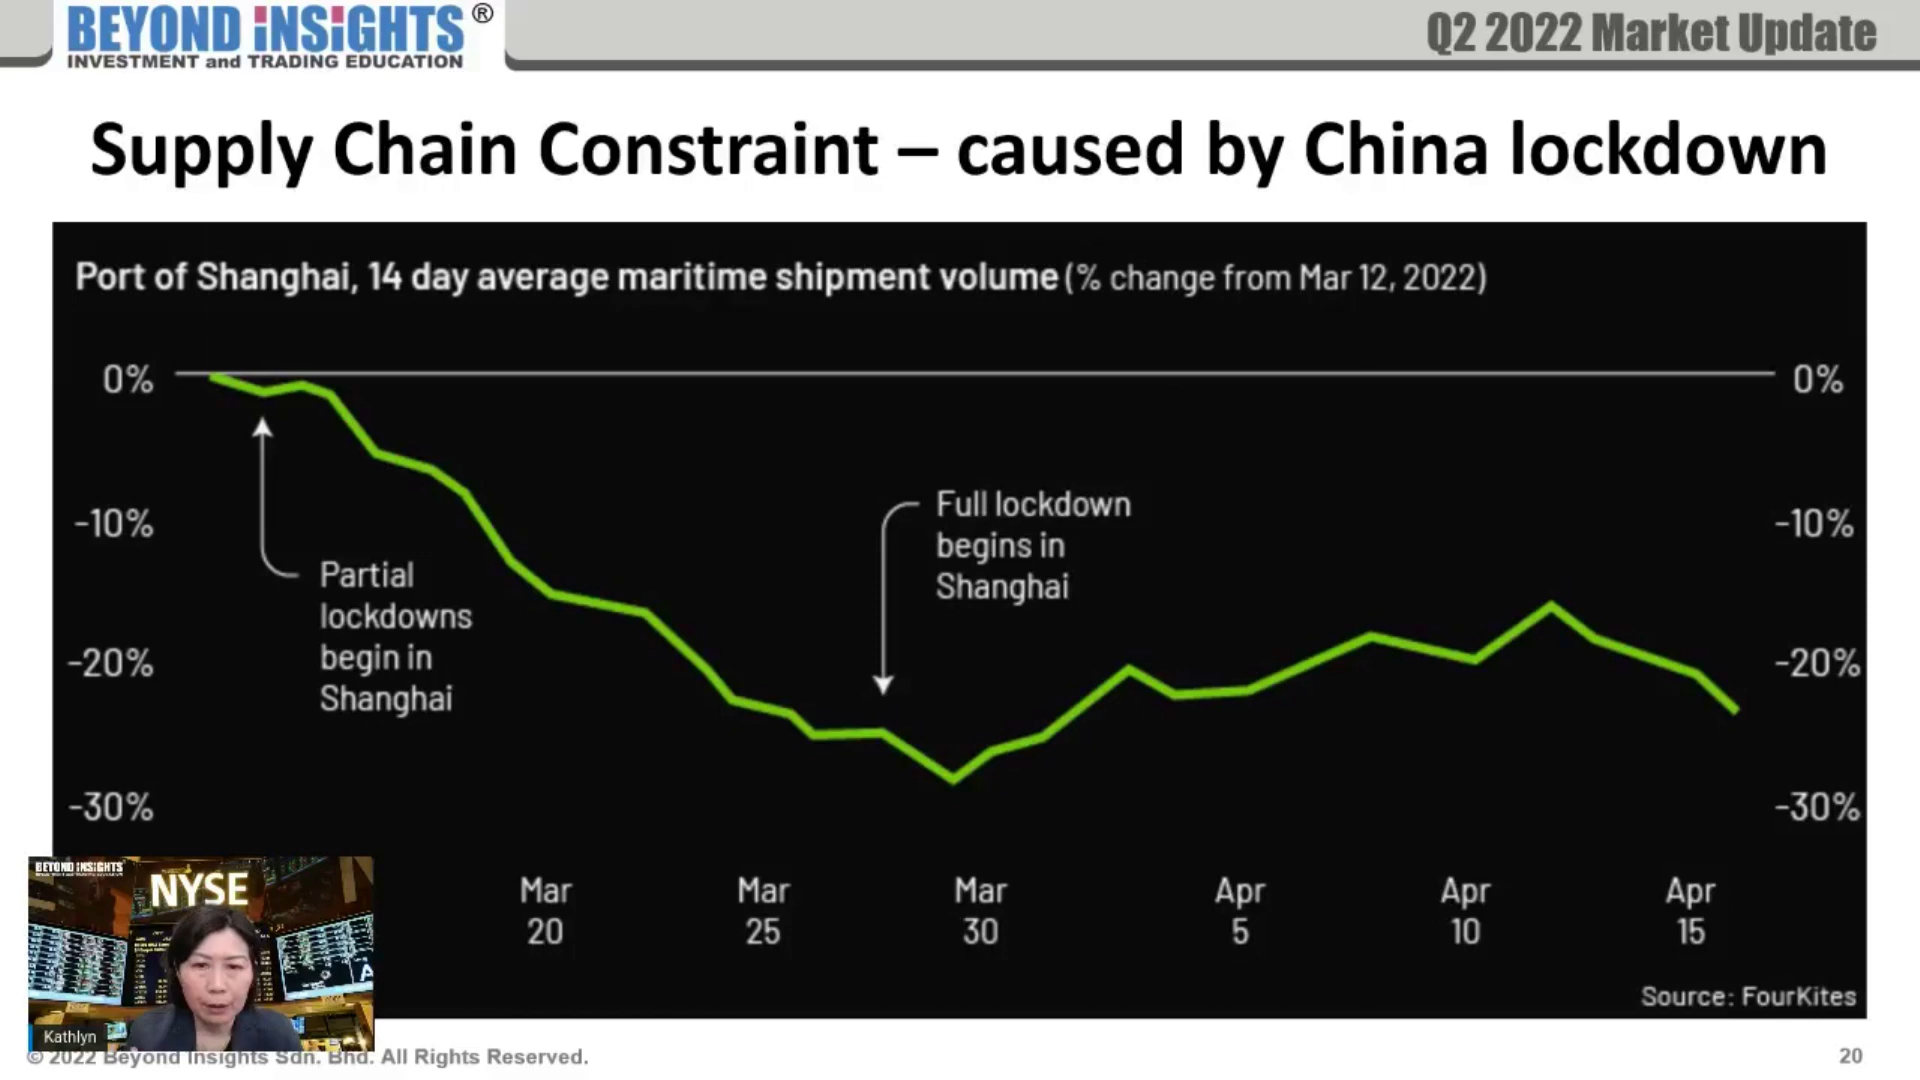 BEYOND iNSiGHTS ®
INVESTMENT and TRADING EDUCATION
Q2 2022 Market Update
Supply Chain Constraint – caused by China lockdown
Port of Shanghai, 14 day average maritime shipment volume (% change from Mar 12, 2022)
0%
0%
-10%
-10%
-20%
-20%
-30%
-30%
Partial
lockdowns
begin in
Shanghai
Full lockdown
begins in
Shanghai
Mar
20
Mar
25
Mar
30
Apr
5
Apr
10
Apr
15
Source: FourKites
BEYOND iNSiGHTS
NYSE
Kathlyn
© 2022 Beyond Insights Sdn. Bhd. All Rights Reserved.
20